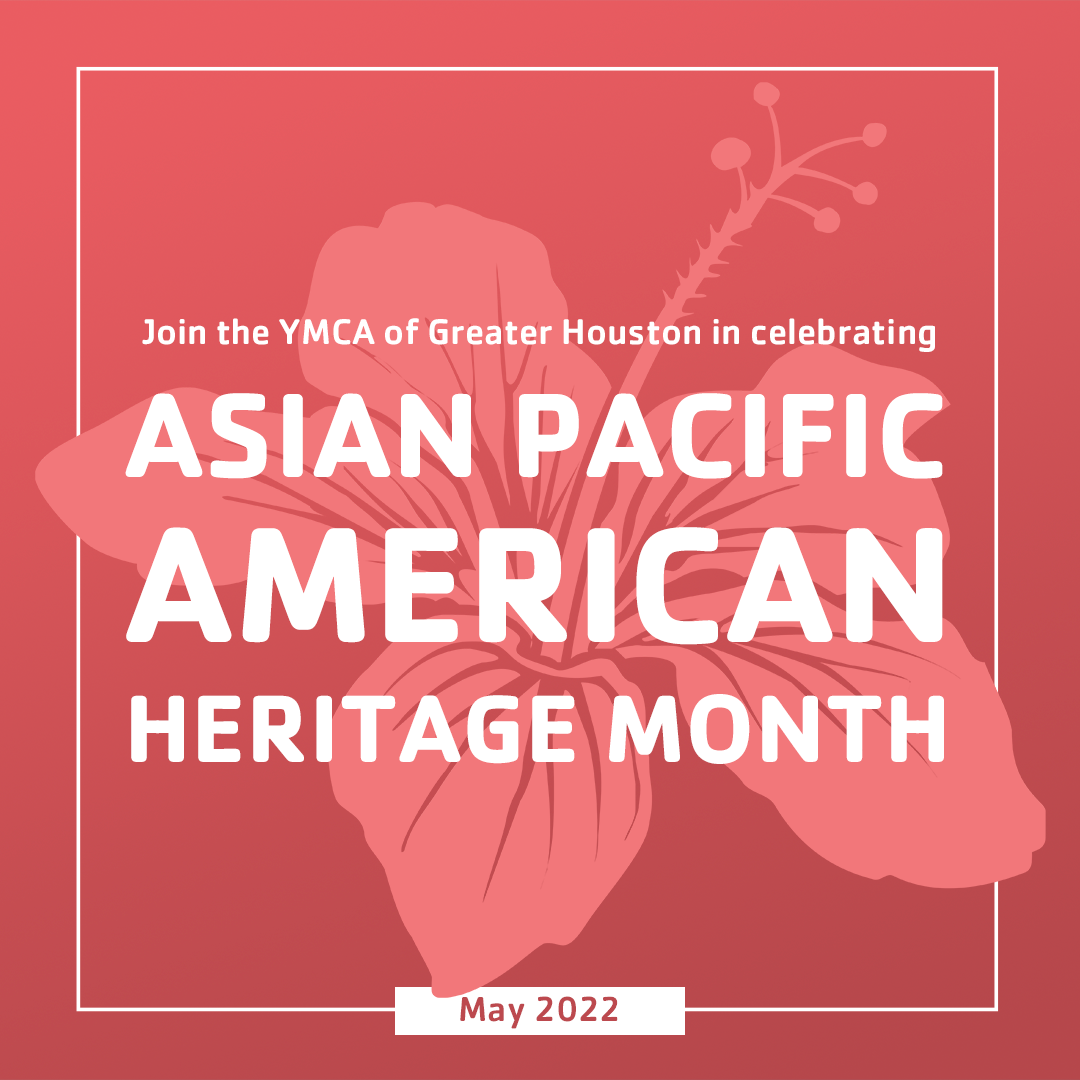 Join the YMCA of Greater Houston in celebrating
ASIAN PACIFIC
AMERICAN
HERITAGE MONTH
May 2022